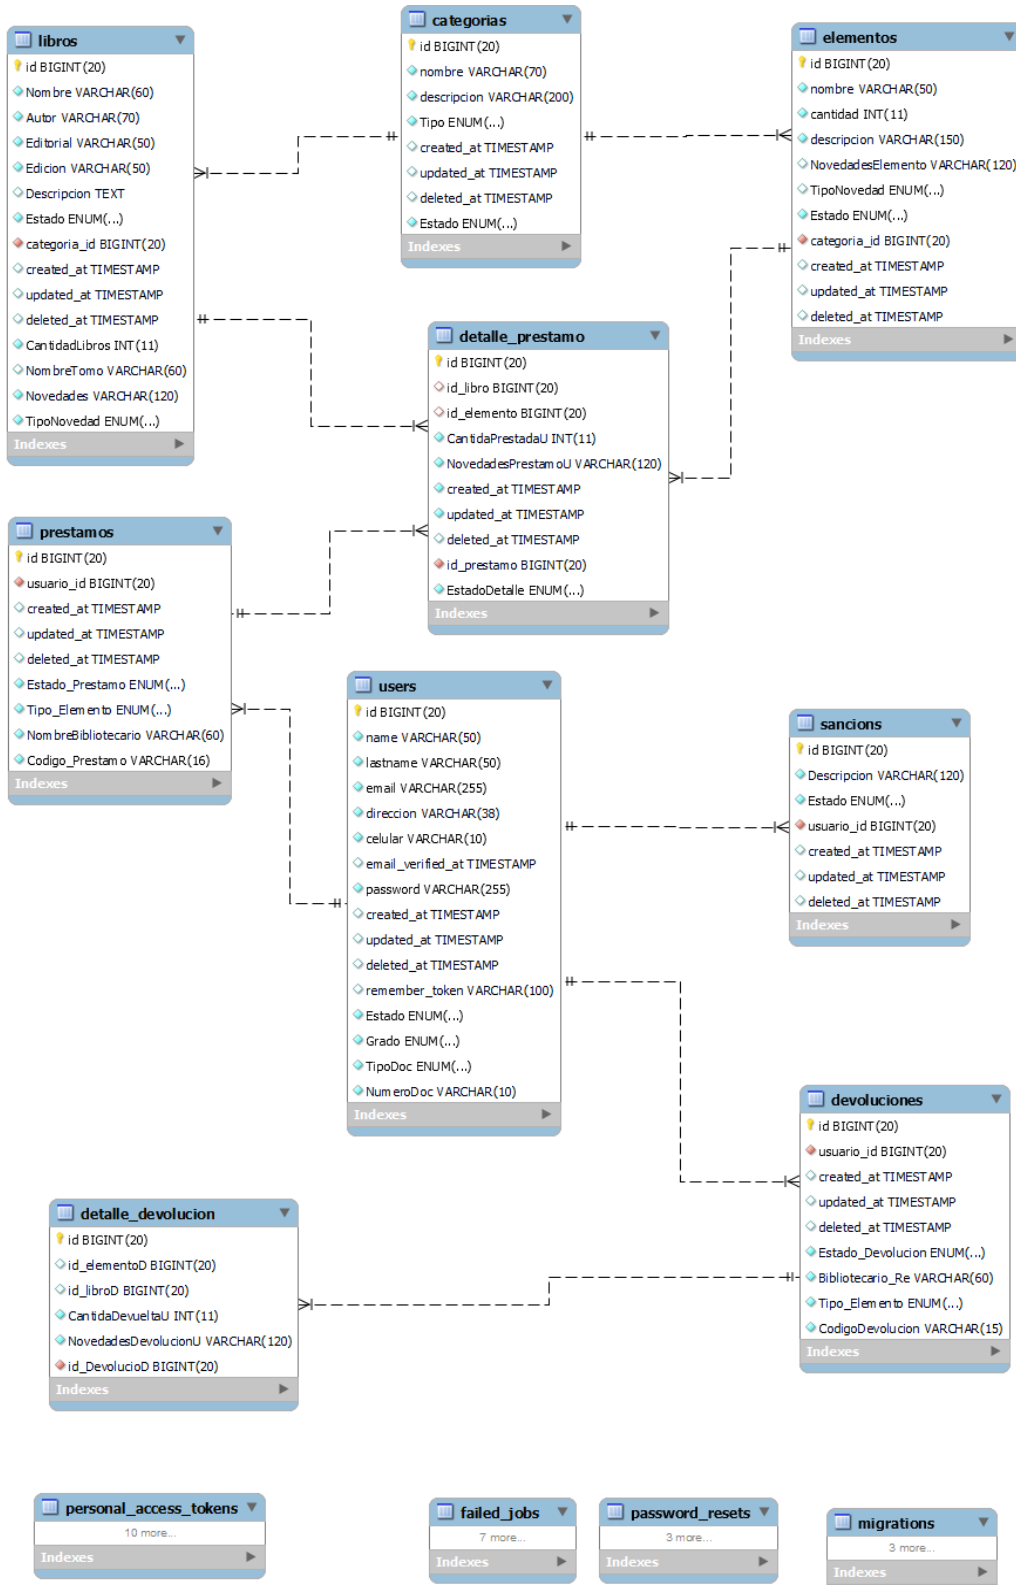 libros
id BIGINT(20)
Nombre VARCHAR(60)
Autor VARCHAR(70)
Editorial VARCHAR(50)
Edicion VARCHAR(50)
Descripcion TEXT
Estado ENUM(...)
categoria_id BIGINT(20)
created_at TIMESTAMP
updated_at TIMESTAMP
deleted_at TIMESTAMP
CantidadLibros INT(11)
NombreTomo VARCHAR(60)
Novedades VARCHAR(120)
TipoNovedad ENUM(...)
Indexes
categorias
id BIGINT(20)
nombre VARCHAR(70)
descripcion VARCHAR(200)
Tipo ENUM(...)
created_at TIMESTAMP
updated_at TIMESTAMP
deleted_at TIMESTAMP
Estado ENUM(...)
Indexes
elementos
id BIGINT(20)
nombre VARCHAR(50)
cantidad INT(11)
descripcion VARCHAR(150)
NovedadesElemento VARCHAR(120)
TipoNovedad ENUM(...)
Estado ENUM(...)
categoria_id BIGINT(20)
created_at TIMESTAMP
updated_at TIMESTAMP
deleted_at TIMESTAMP
Indexes
detalle_prestamo
id BIGINT(20)
id_libro BIGINT(20)
id_elemento BIGINT(20)
CantidaPrestadaU INT(11)
NovedadesPrestamoU VARCHAR(120)
created_at TIMESTAMP
updated_at TIMESTAMP
deleted_at TIMESTAMP
id_prestamo BIGINT(20)
EstadoDetalle ENUM(...)
Indexes
prestamos
id BIGINT(20)
usuario_id BIGINT(20)
created_at TIMESTAMP
updated_at TIMESTAMP
deleted_at TIMESTAMP
Estado_Prestamo ENUM(...)
Tipo_Elemento ENUM(...)
NombreBibliotecario VARCHAR(60)
Codigo_Prestamo VARCHAR(16)
Indexes
users
id BIGINT(20)
name VARCHAR(50)
lastname VARCHAR(50)
email VARCHAR(255)
direccion VARCHAR(38)
celular VARCHAR(10)
email_verified_at TIMESTAMP
password VARCHAR(255)
created_at TIMESTAMP
updated_at TIMESTAMP
deleted_at TIMESTAMP
remember_token VARCHAR(100)
Estado ENUM(...)
Grado ENUM(...)
TipoDoc ENUM(...)
NumeroDoc VARCHAR(10)
Indexes
sancions
id BIGINT(20)
Descripcion VARCHAR(120)
Estado ENUM(...)
usuario_id BIGINT(20)
created_at TIMESTAMP
updated_at TIMESTAMP
deleted_at TIMESTAMP
Indexes
devoluciones
id BIGINT(20)
usuario_id BIGINT(20)
created_at TIMESTAMP
updated_at TIMESTAMP
deleted_at TIMESTAMP
Estado_Devolucion ENUM(...)
Bibliotecario_Re VARCHAR(60)
Tipo_Elemento ENUM(...)
CodigoDevolucion VARCHAR(15)
Indexes
detalle_devolucion
id BIGINT(20)
id_elementoD BIGINT(20)
id_libroD BIGINT(20)
CantidaDevueltaU INT(11)
NovedadesDevolucionU VARCHAR(120)
id_DevolucioD BIGINT(20)
Indexes
personal_access_tokens
10 more...
Indexes
failed_jobs
7 more...
Indexes
password_resets
3 more...
Indexes
migrations
3 more...
Indexes